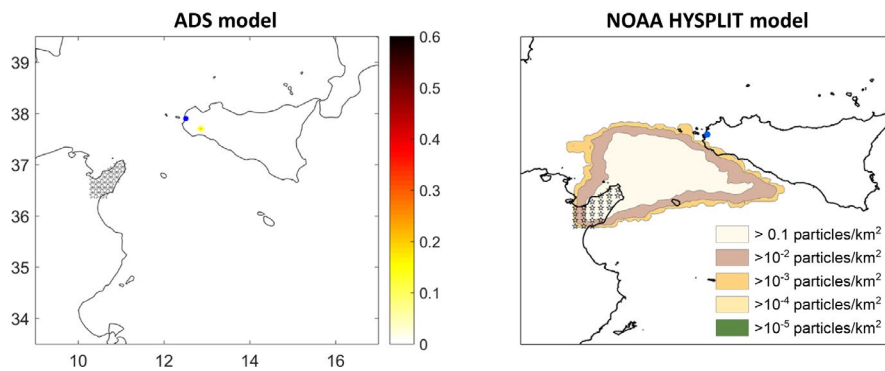 ADS model
NOAA HYSPLIT model
39
38
37
36
35
34
10
12
14
16
0.6
0.5
0.4
0.3
0.2
0.1
0
> 0.1 particles/km²
>10⁻² particles/km²
>10⁻³ particles/km²
>10⁻⁴ particles/km²
>10⁻⁵ particles/km²